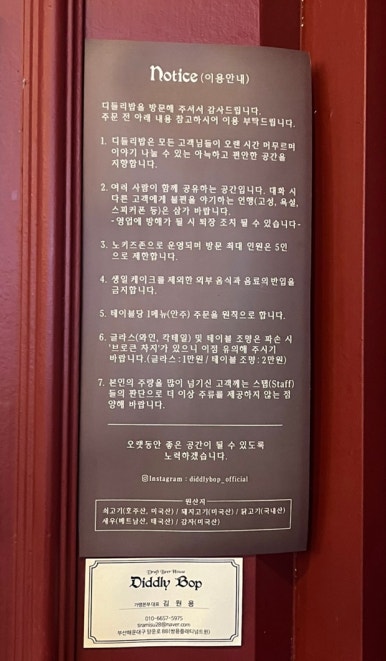 Notice (이용안내)
디들리밥을 방문해 주셔서 감사드립니다.
주문 전 아래 내용 참고하시어 이용 부탁드립니다.
1. 디들리밥은 모든 고객님들이 오랜 시간 머무르며
이야기 나눌 수 있는 아늑하고 편안한 공간을
지향합니다.
2. 여러 사람이 함께 공유하는 공간입니다. 대화 시
다른 고객에게 불편을 야기하는 언행(고성, 욕설,
스피커폰 등)은 삼가 바랍니다.
-영업에 방해가 될 시 퇴장 조치 될 수 있습니다-
3. 노키즈존으로 운영되며 방문 최대 인원은 5인
으로 제한합니다.
4. 생일 케이크를 제외한 외부 음식과 음료의 반입을
금지합니다.
5. 테이블당 1메뉴(안주) 주문을 원칙으로 합니다.
6. 글라스(와인, 칵테일) 및 테이블 조명은 파손 시
'브로큰 차지'가 있으니 이점 유의해 주시기
바랍니다.(글라스 : 1만원 / 테이블 조명 : 2만원)
7. 본인의 주량을 많이 넘기신 고객께는 스탭(Staff)
들의 판단으로 더 이상 주류를 제공하지 않는 점
양해 바랍니다.
오랫동안 좋은 공간이 될 수 있도록
노력하겠습니다.
Instagram : diddlybop_official
원산지
쇠고기(호주산, 미국산) / 돼지고기(미국산) / 닭고기(국내산)
새우(베트남산, 태국산) / 감자(미국산)
Draft Beer House
Diddly Bop
가맹본부 대표 김 원 용
010-6657-5975
siramisu28@naver.com